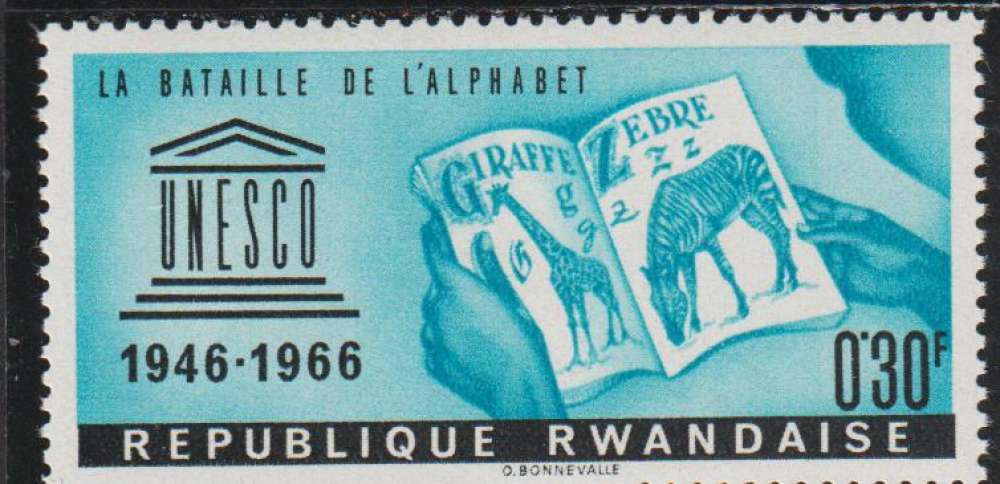 LA BATAILLE DE L'ALPHABET
UNESCO
1946·1966
GIRAFFE
g
g
G
ZEBRE
Z z
z
0·30F
REPUBLIQUE RWANDAISE
O. BONNEVALLE